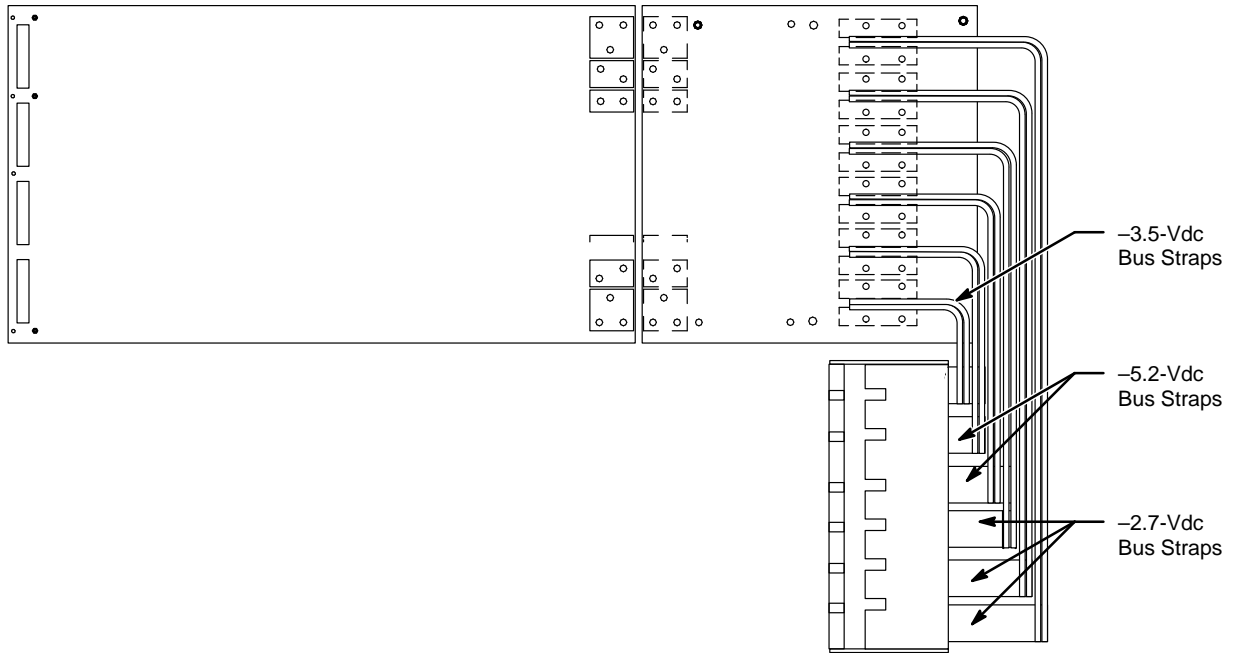 –3.5-Vdc
Bus Straps
–5.2-Vdc
Bus Straps
–2.7-Vdc
Bus Straps